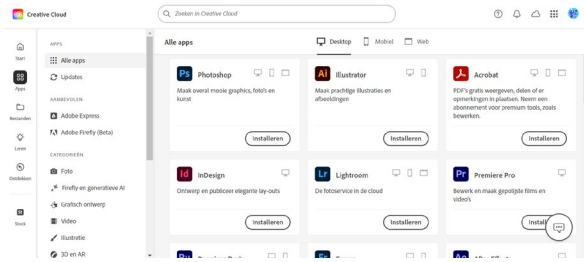 Creative Cloud
Zoeken in Creative Cloud
Start
Apps
Bestanden
Leren
Ontdekken
Stock
APPS
Alle apps
Updates
AANBEVOLEN
Adobe Express
Adobe Firefly (Beta)
CATEGORIEËN
Foto
Firefly en generatieve AI
Grafisch ontwerp
Video
Illustratie
3D en AR
Alle apps
Desktop
Mobiel
Web
Ps Photoshop
Maak overal mooie graphics, foto's en
kunst
Installeren
Ai Illustrator
Maak prachtige illustraties en
afbeeldingen
Installeren
Acrobat
PDF's gratis weergeven, delen of er
opmerkingen in plaatsen. Neem een
abonnement voor premium tools, zoals
bewerken.
Installeren
Id InDesign
Ontwerp en publiceer elegante lay-outs
Installeren
Lr Lightroom
De fotoservice in de cloud
Installeren
Pr Premiere Pro
Bewerk en maak gepolijste films en
video's